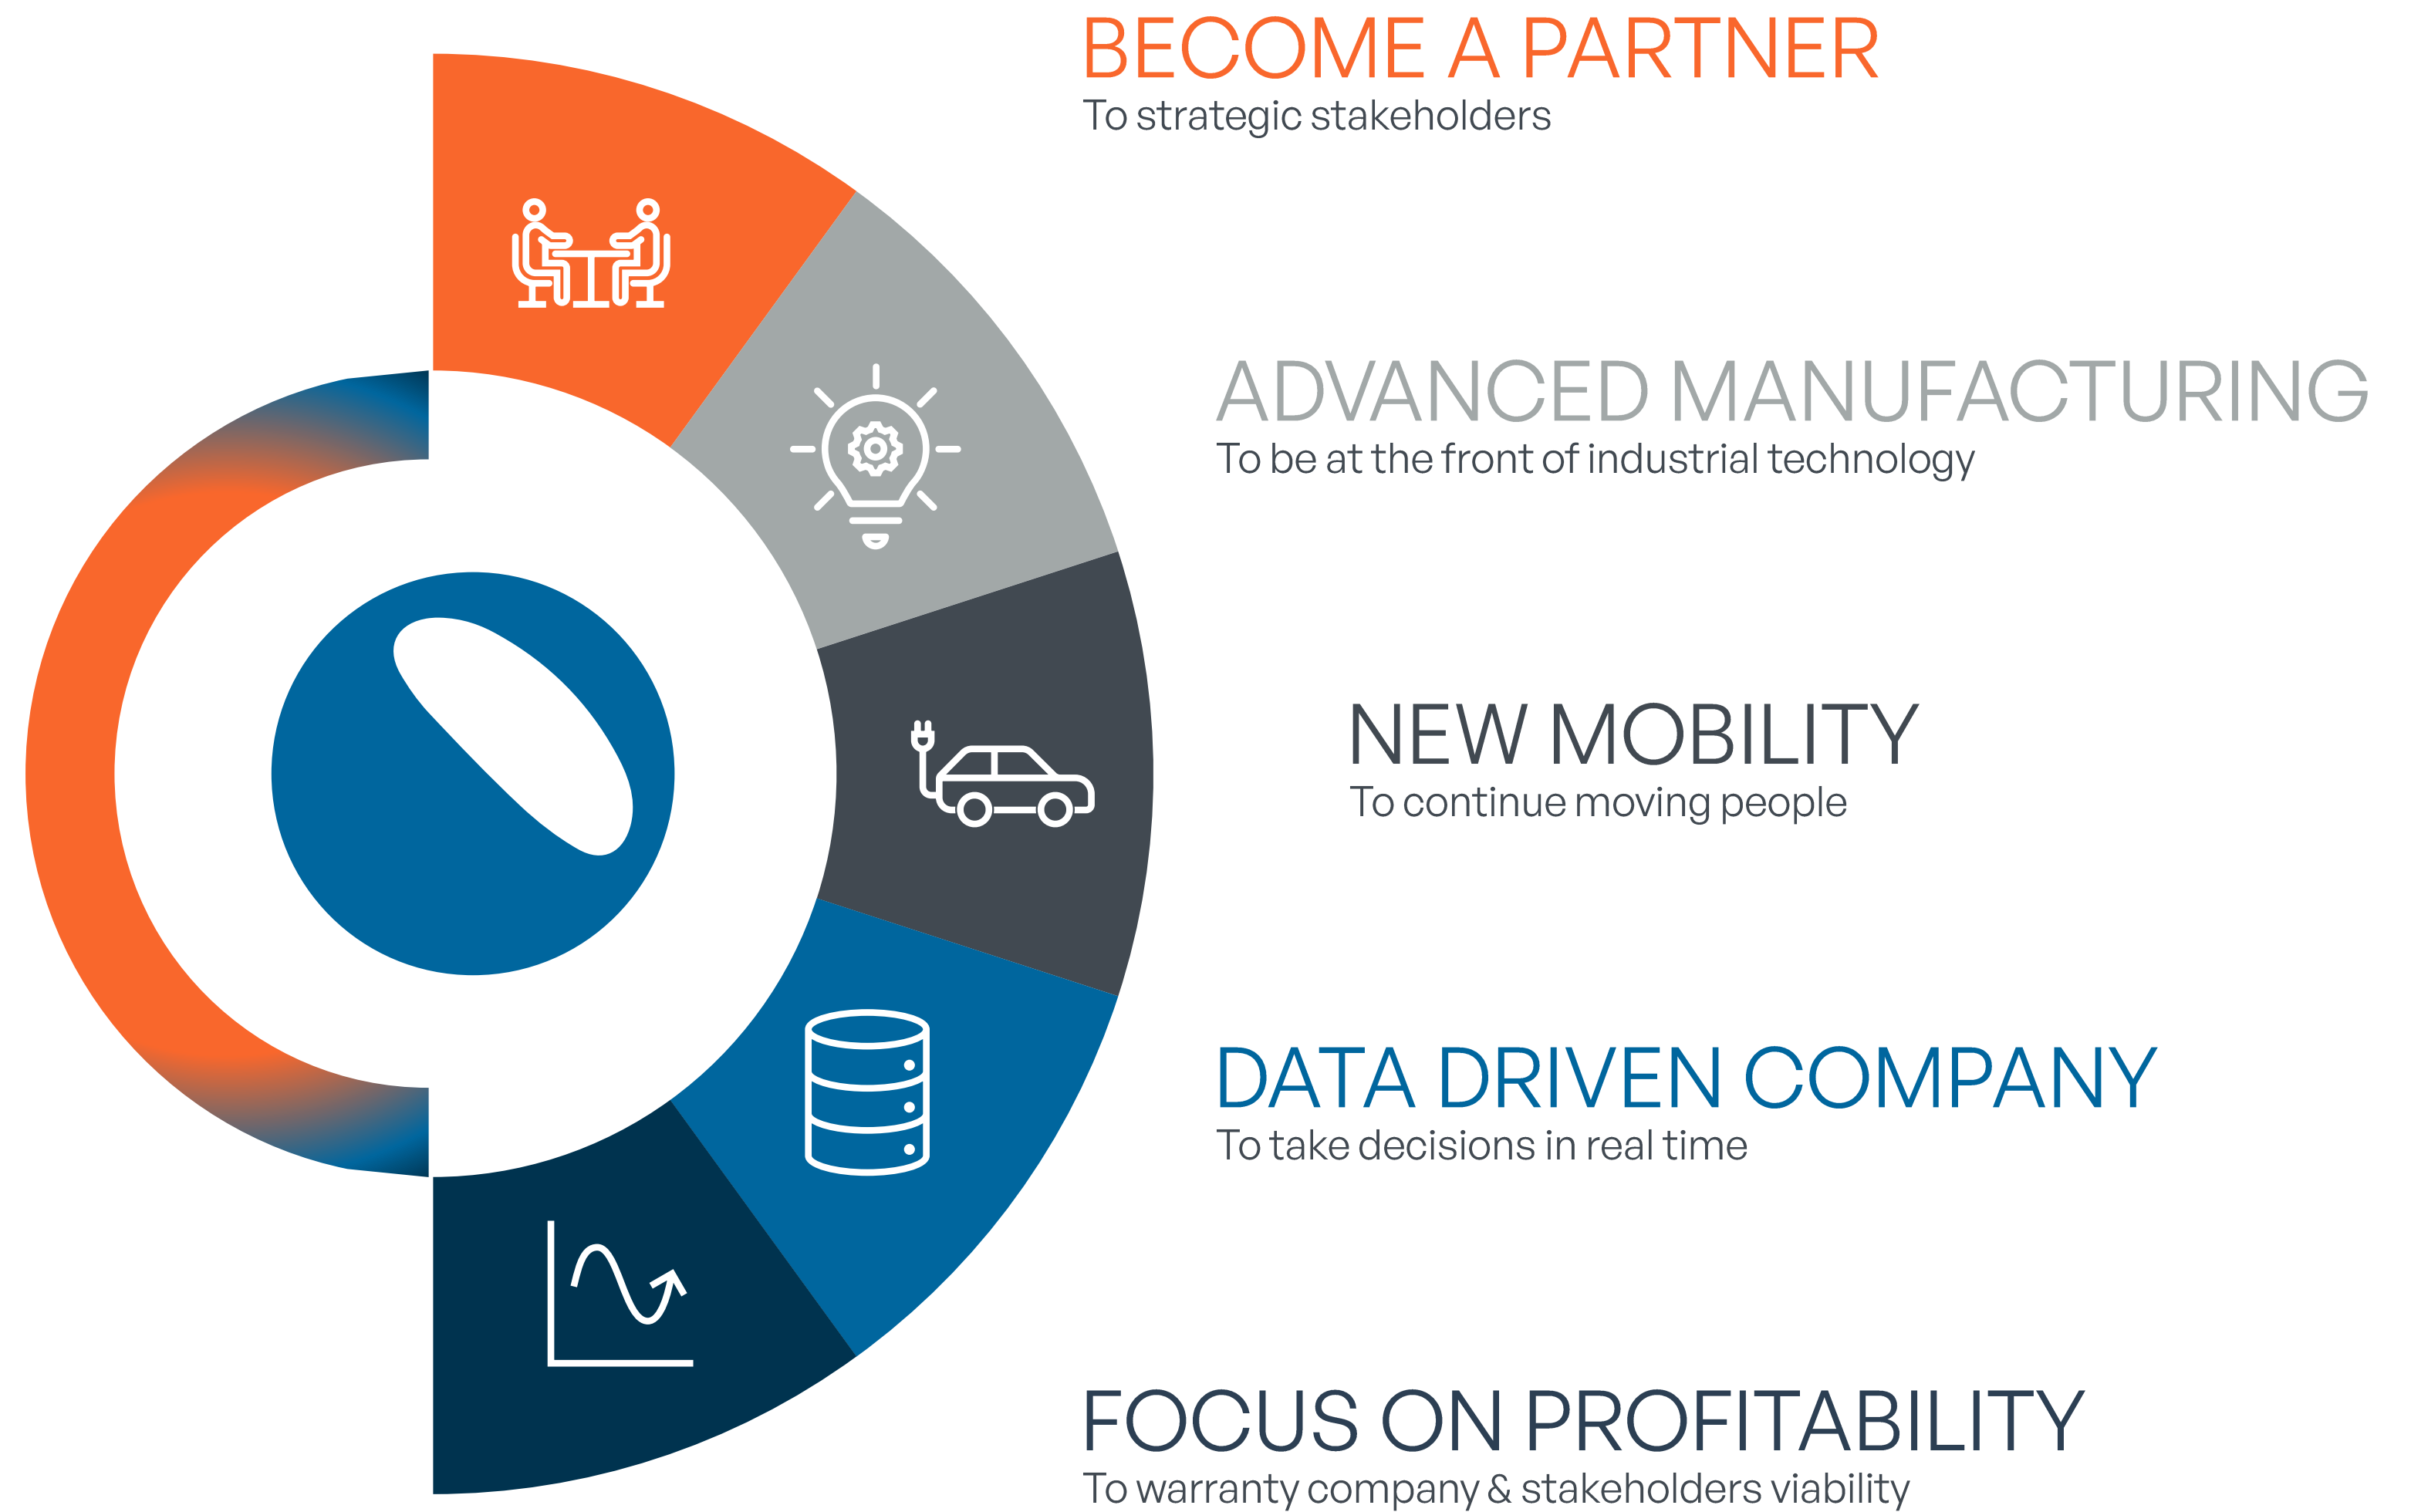 BECOME A PARTNER
To strategic stakeholders
ADVANCED MANUFACTURING
To be at the front of industrial technology
NEW MOBILITY
To continue moving people
DATA DRIVEN COMPANY
To take decisions in real time
FOCUS ON PROFITABILITY
To warranty company & stakeholders viability